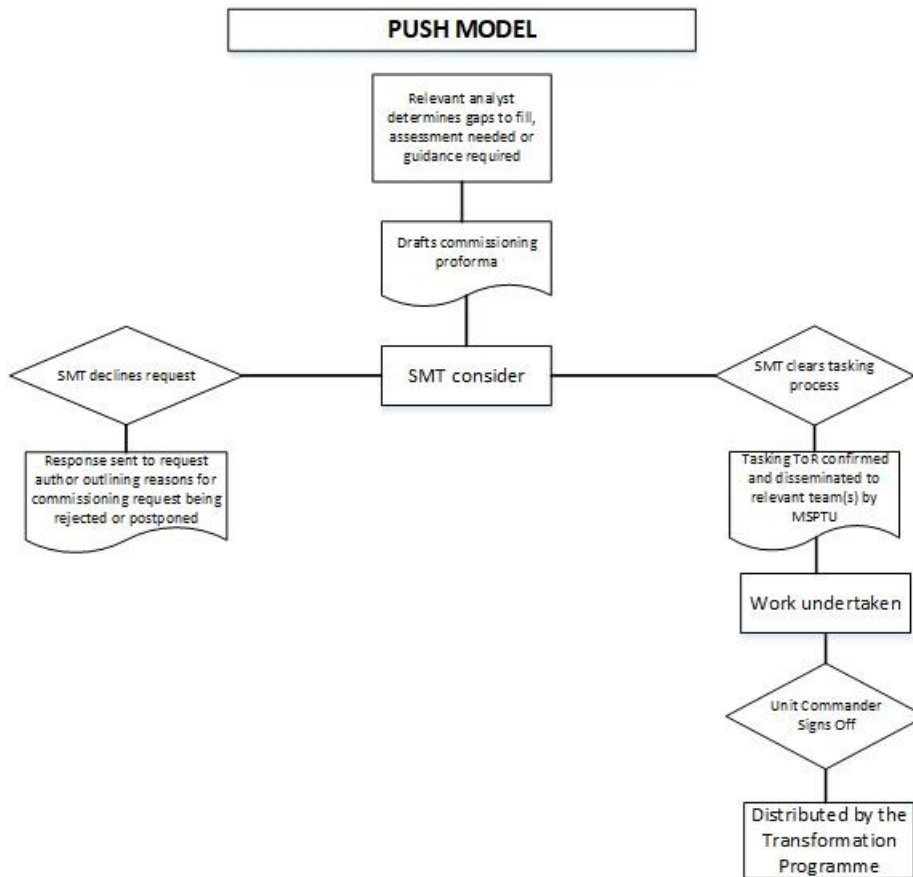 PUSH MODEL
Relevant analyst
determines gaps to fill,
assessment needed or
guidance required
Drafts commissioning
proforma
SMT declines request
SMT consider
SMT clears tasking
process
Response sent to request
author outlining reasons for
commissioning request being
rejected or postponed
Tasking ToR confirmed
and disseminated to
relevant team(s) by
MSPTU
Work undertaken
Unit Commander
Signs Off
Distributed by the
Transformation
Programme